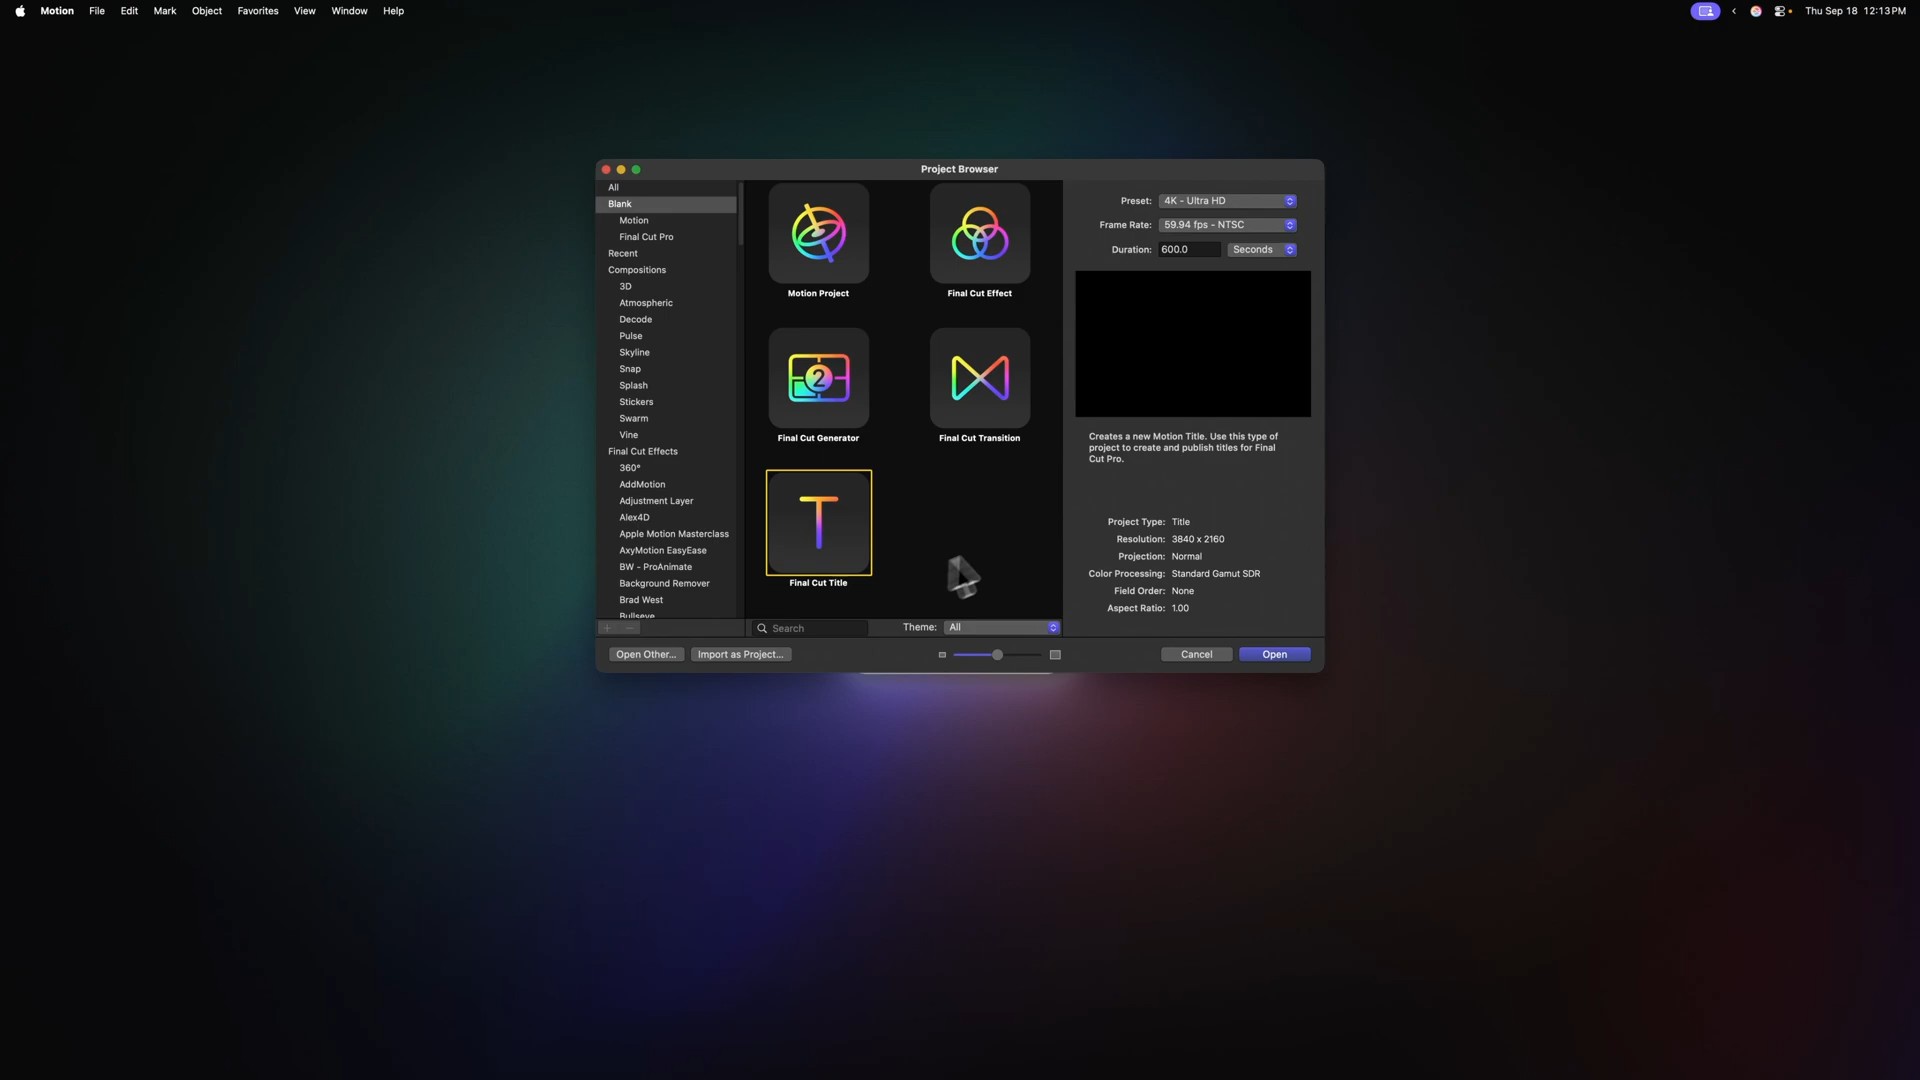 Motion File Edit Mark Object Favorites View Window Help
Thu Sep 18 12:13 PM
Project Browser
All
Blank
Motion
Final Cut Pro
Recent
Compositions
3D
Atmospheric
Decode
Pulse
Skyline
Snap
Splash
Stickers
Swarm
Vine
Final Cut Effects
360°
AddMotion
Adjustment Layer
Alex4D
Apple Motion Masterclass
AxyMotion EasyEase
BW - ProAnimate
Background Remover
Brad West
Bullseye
Motion Project
Final Cut Effect
2
Final Cut Generator
Final Cut Transition
T
Final Cut Title
Search
Theme: All
Preset: 4K - Ultra HD
Frame Rate: 59.94 fps - NTSC
Duration: 600.0 Seconds
Creates a new Motion Title. Use this type of
project to create and publish titles for Final
Cut Pro.
Project Type: Title
Resolution: 3840 x 2160
Projection: Normal
Color Processing: Standard Gamut SDR
Field Order: None
Aspect Ratio: 1.00
Open Other... Import as Project...
Cancel Open